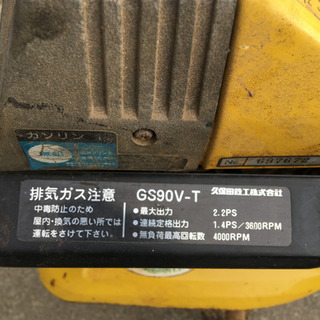 ガソリン
No 697672
排気ガス注意 GS90V-T 久保田鉄工株式会社
中毒防止のため
屋内・換気の悪い所では
運転をさせて下さい。
●最大出力 2.2PS
●連続定格出力 1.4PS/3600RPM
●無負荷最高回転数 4000RPM